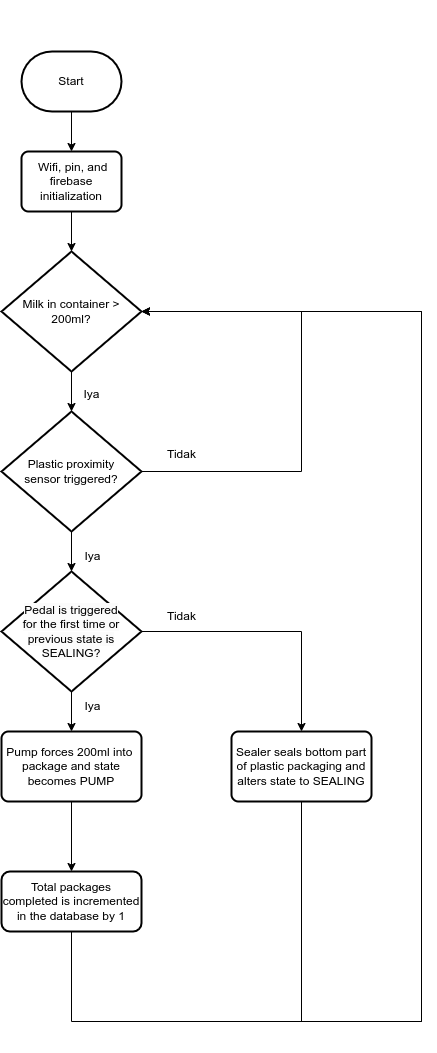 Start
Wifi, pin, and
firebase
initialization
Milk in container >
200ml?
Iya
Plastic proximity
sensor triggered?
Tidak
Iya
Pedal is triggered
for the first time or
previous state is
SEALING?
Tidak
Iya
Pump forces 200ml into
package and state
becomes PUMP
Sealer seals bottom part
of plastic packaging and
alters state to SEALING
Total packages
completed is incremented
in the database by 1